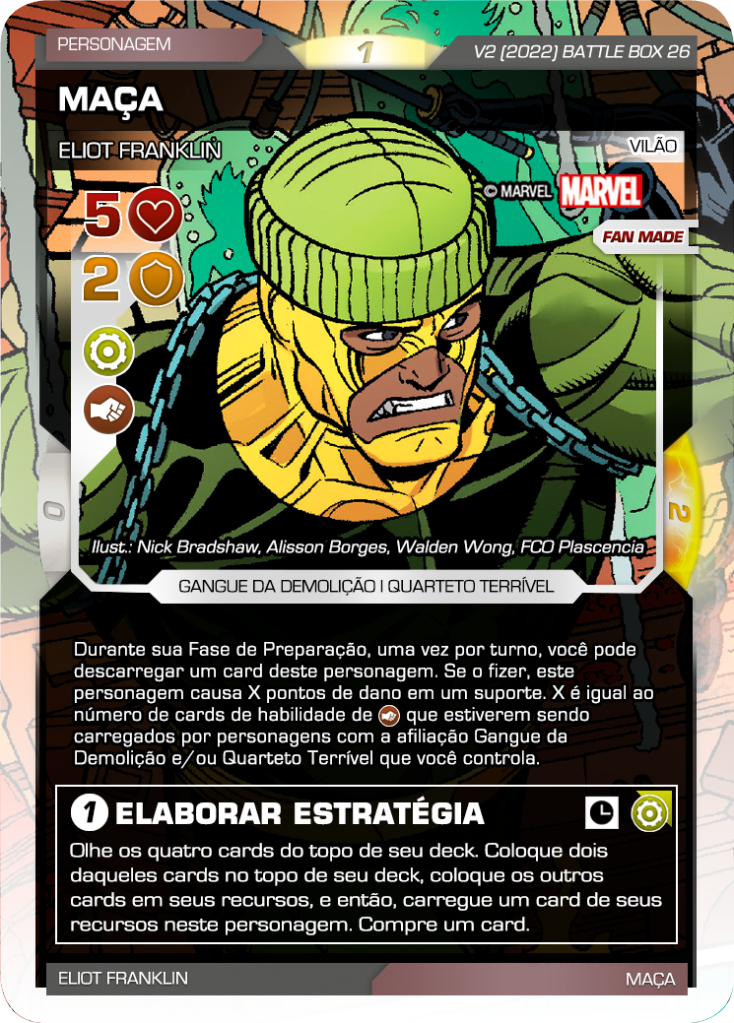 PERSONAGEM
1
V2 (2022) BATTLE BOX 26
MAÇA
ELIOT FRANKLIN
VILÃO
5
© MARVEL MARVEL
FAN MADE
2
0
2
Ilust.: Nick Bradshaw, Alisson Borges, Walden Wong, FCO Plascencia
GANGUE DA DEMOLIÇÃO | QUARTETO TERRÍVEL
Durante sua Fase de Preparação, uma vez por turno, você pode
descarregar um card deste personagem. Se o fizer, este
personagem causa X pontos de dano em um suporte. X é igual ao
número de cards de habilidade de que estiverem sendo
carregados por personagens com a afiliação Gangue da
Demolição e/ou Quarteto Terrível que você controla.
1 ELABORAR ESTRATÉGIA
Olhe os quatro cards do topo de seu deck. Coloque dois
daqueles cards no topo de seu deck, coloque os outros
cards em seus recursos, e então, carregue um card de seus
recursos neste personagem. Compre um card.
ELIOT FRANKLIN
MAÇA